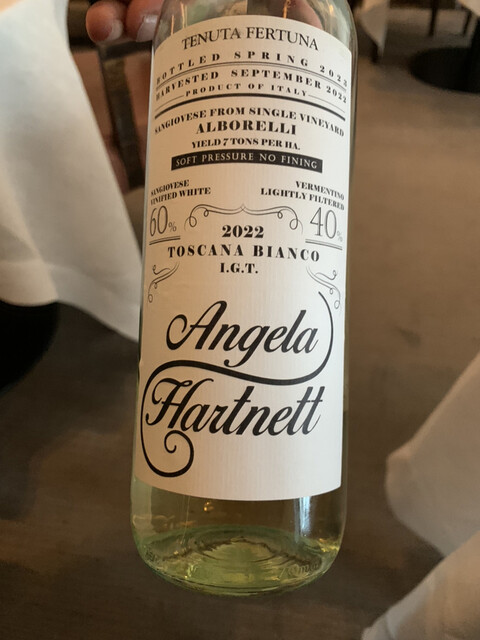 TENUTA FERTUNA
BOTTLED SPRING 2023
HARVESTED SEPTEMBER 2022
PRODUCT OF ITALY
SANGIOVESE FROM SINGLE VINEYARD
ALBORELLI
YIELD 7 TONS PER HA.
SOFT PRESSURE NO FINING
SANGIOVESE
VINIFIED WHITE
60%
VERMENTINO
LIGHTLY FILTERED
40%
2022
TOSCANA BIANCO
I.G.T.
Angela
Hartnett